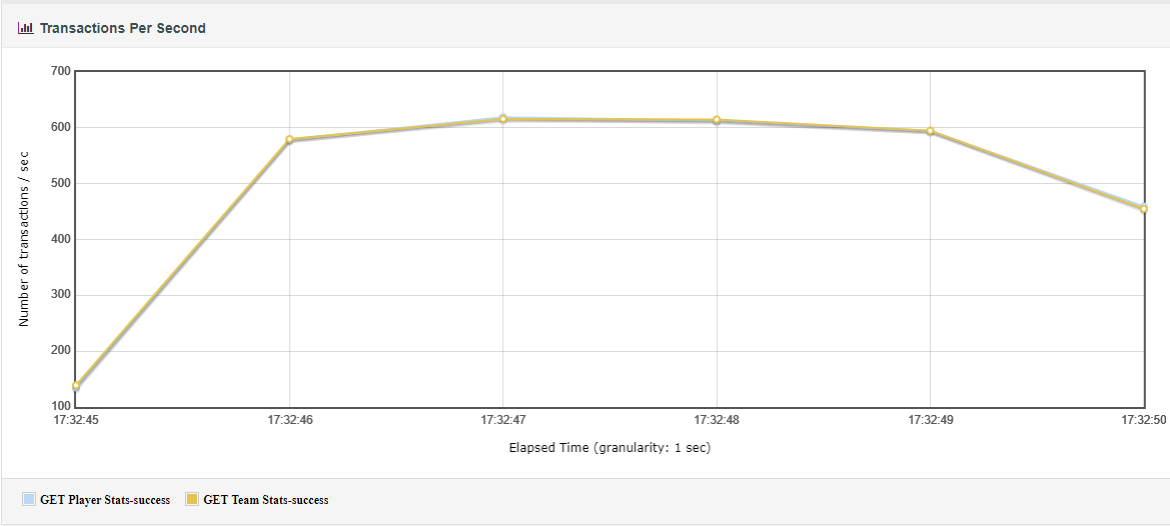 Transactions Per Second
700
600
500
400
300
200
100
Number of transactions / sec
17:32:45 17:32:46 17:32:47 17:32:48 17:32:49 17:32:50
Elapsed Time (granularity: 1 sec)
GET Player Stats-success GET Team Stats-success